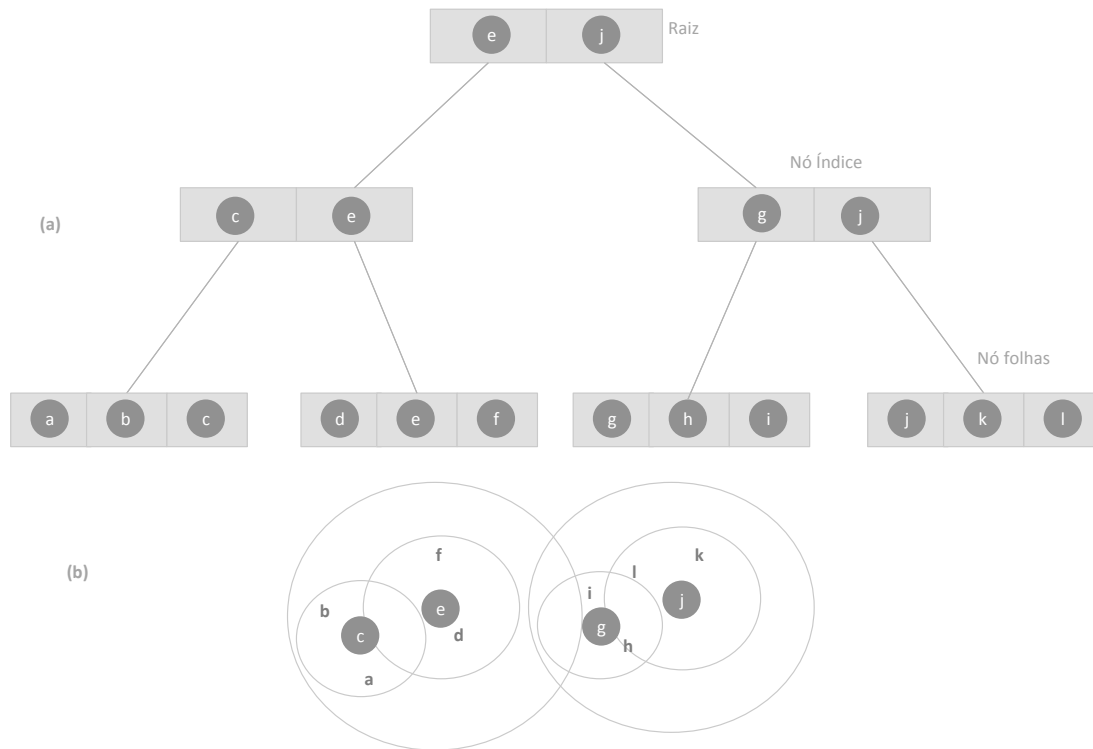 e j Raiz
Nó Índice
(a) c e g j
Nó folhas
a b c d e f g h i j k l
(b)
f k
l
i
b e j
c d g
h
a